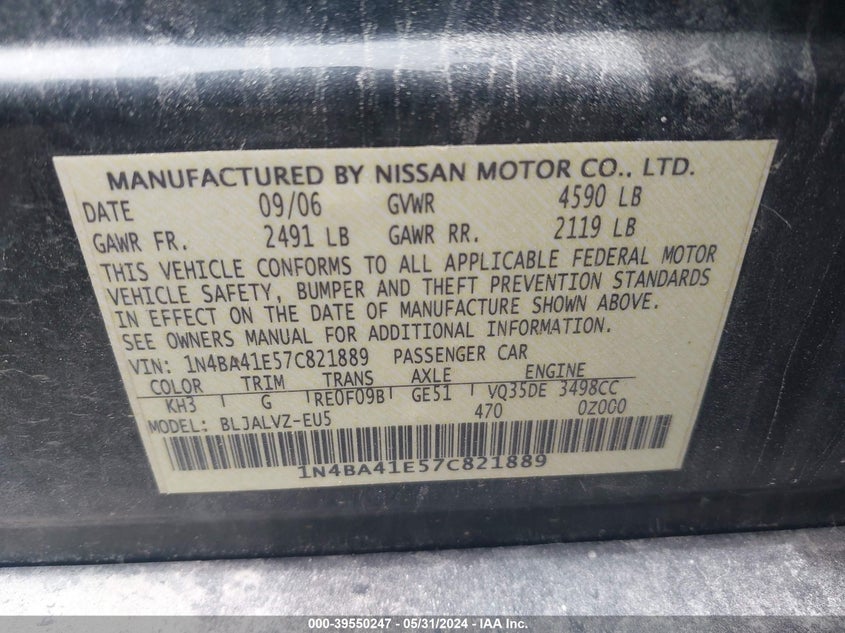 MANUFACTURED BY NISSAN MOTOR CO., LTD.
DATE 09/06 GVWR 4590 LB
GAWR FR. 2491 LB GAWR RR. 2119 LB
THIS VEHICLE CONFORMS TO ALL APPLICABLE FEDERAL MOTOR
VEHICLE SAFETY, BUMPER AND THEFT PREVENTION STANDARDS
IN EFFECT ON THE DATE OF MANUFACTURE SHOWN ABOVE.
SEE OWNERS MANUAL FOR ADDITIONAL INFORMATION.
VIN: 1N4BA41E57C821889 PASSENGER CAR
COLOR TRIM TRANS AXLE ENGINE
KH3 G RE0F09B GE51 VQ35DE 3498CC
MODEL: BLJALVZ-EU5 470 0Z000
1N4BA41E57C821889
000-39550247 - 05/31/2024 - IAA, Inc.